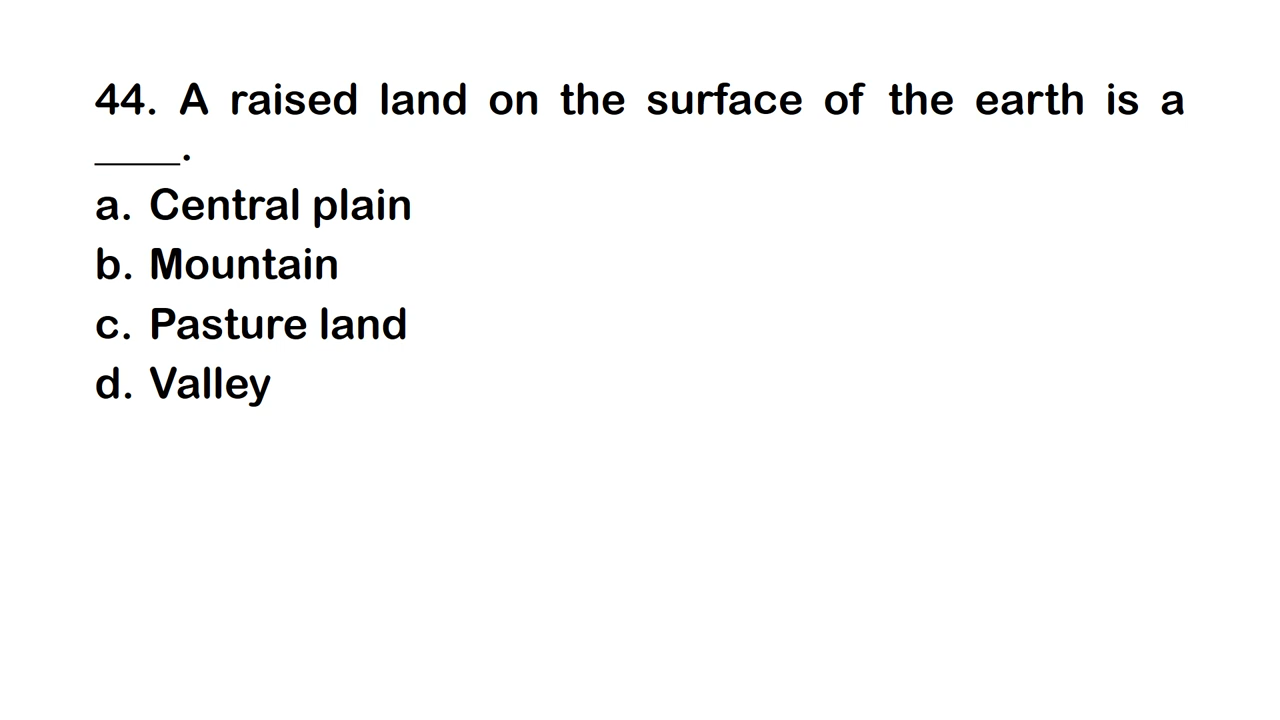 44. A raised land on the surface of the earth is a
____.
a. Central plain
b. Mountain
c. Pasture land
d. Valley